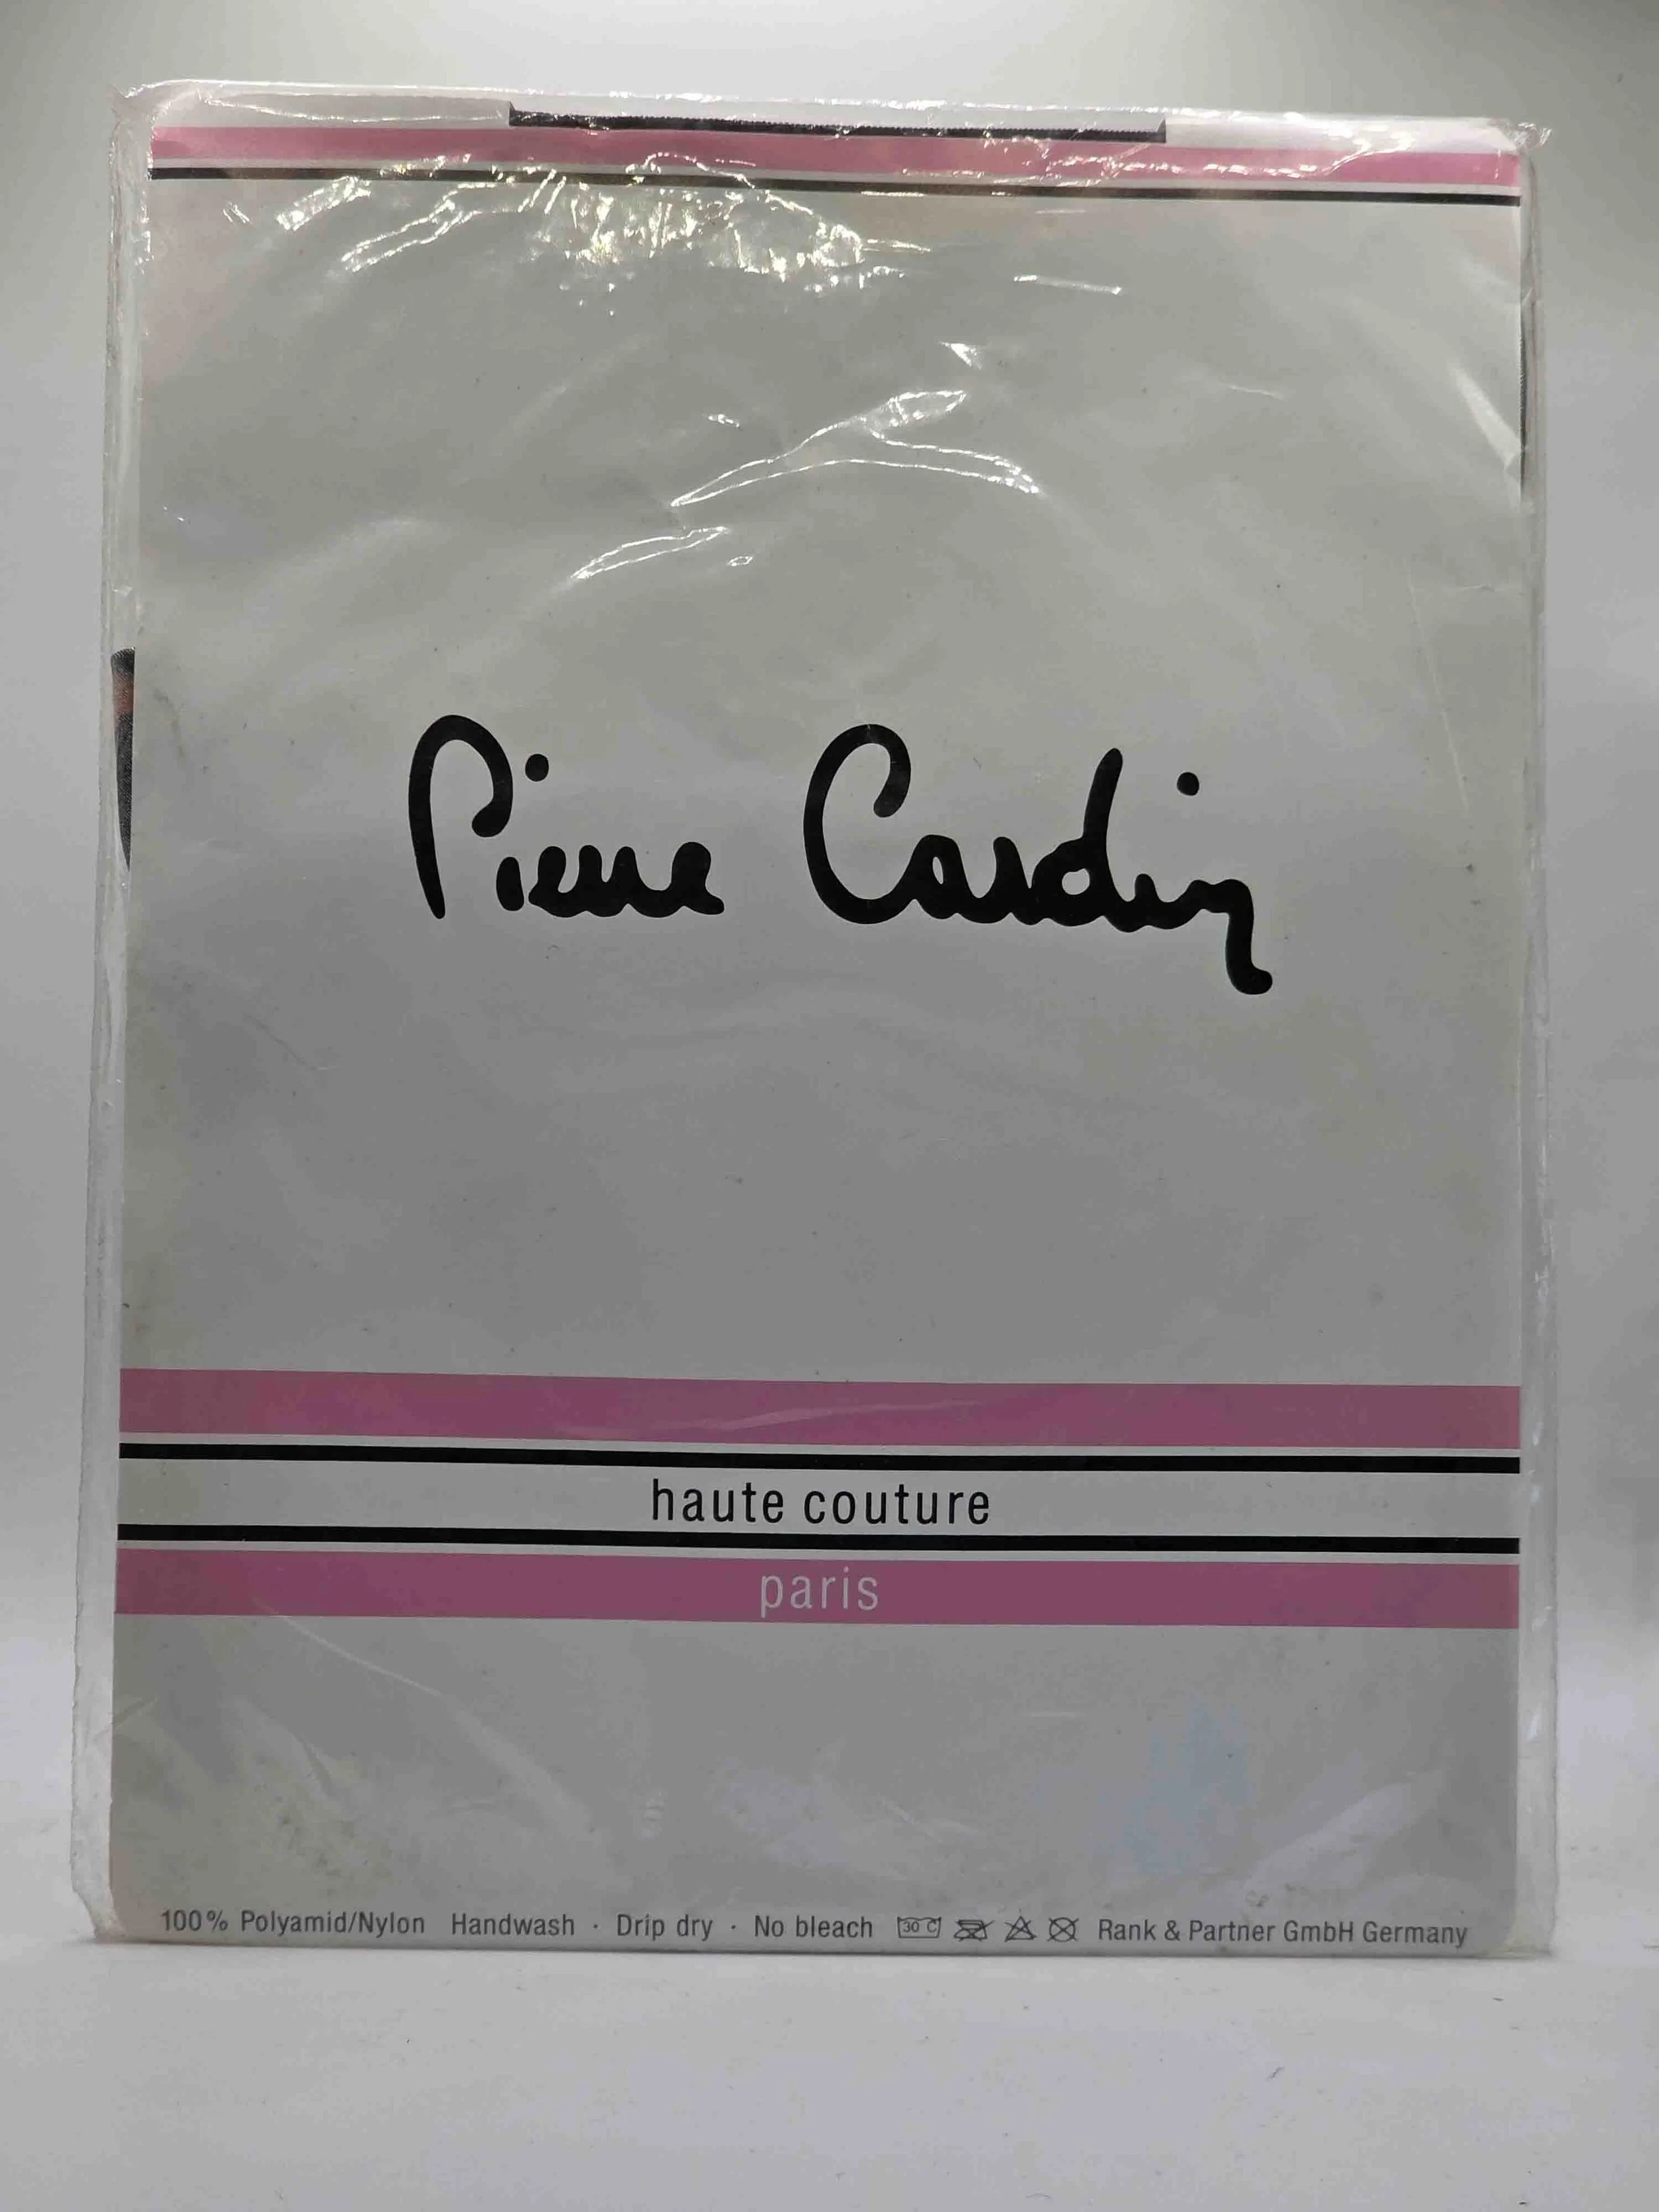 Pierre Cardin
haute couture
paris
100% Polyamid/Nylon Handwash · Drip dry · No bleach 30 C Rank & Partner GmbH Germany